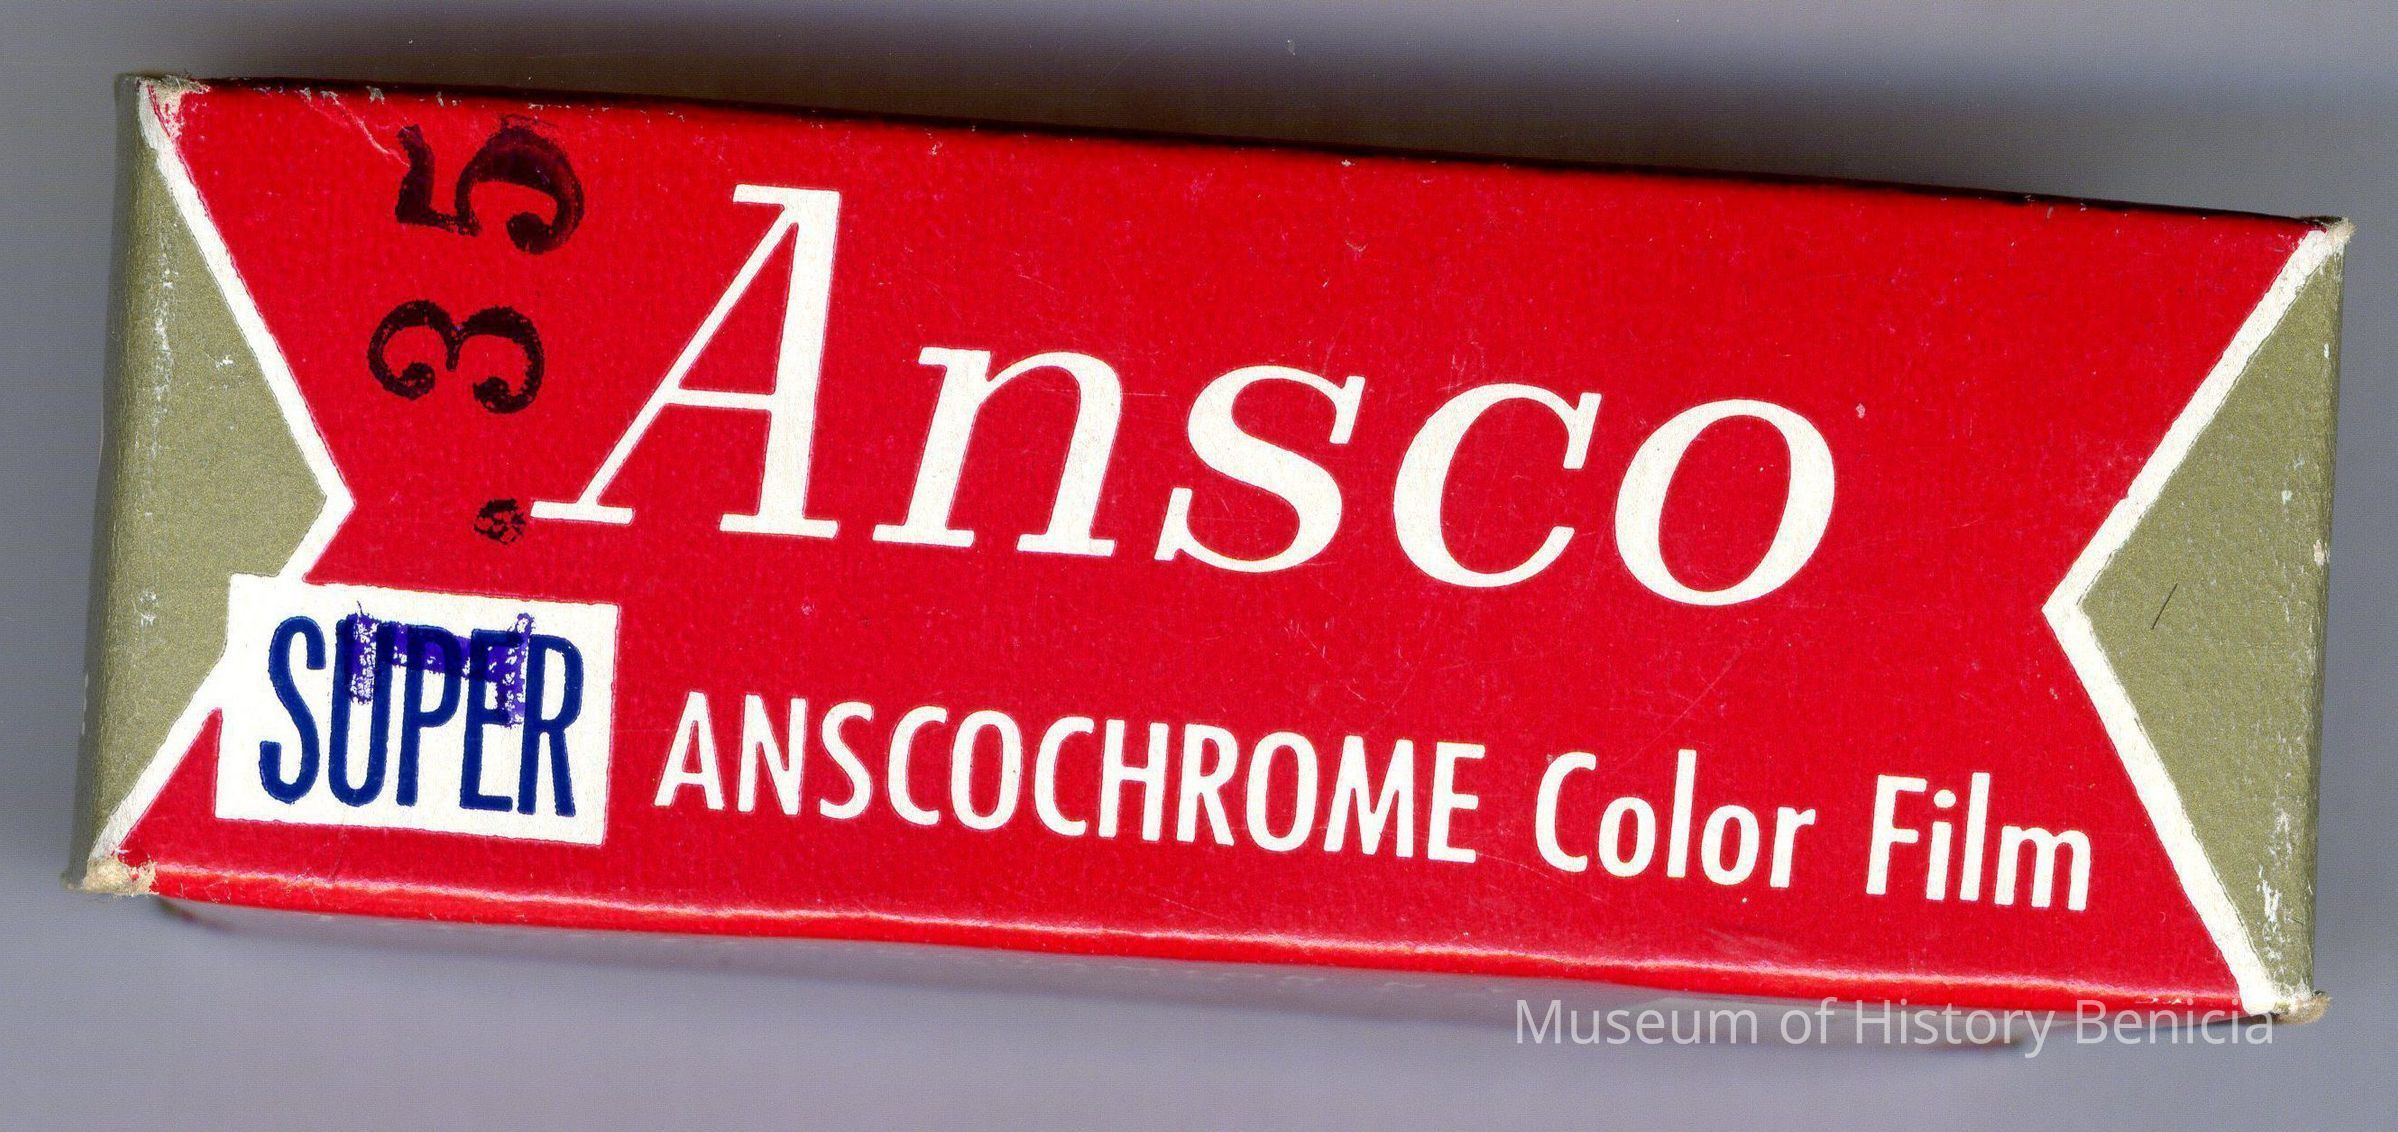 .35
Ansco
SUPER ANSCOCHROME Color Film
Museum of History Benicia